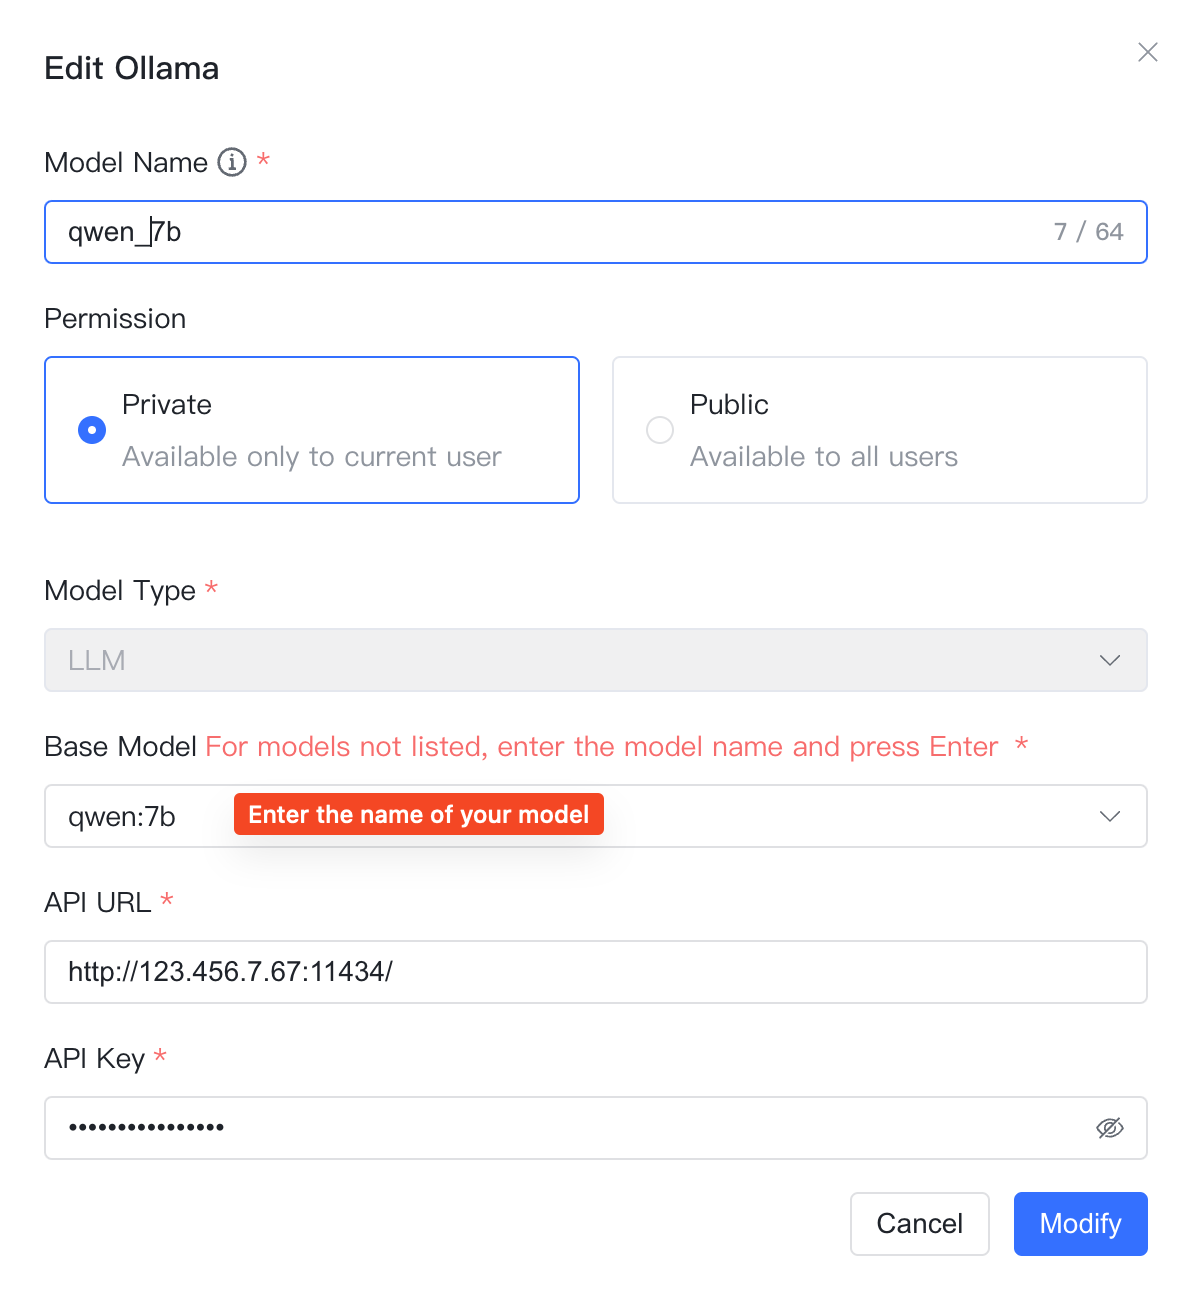 Edit Ollama
Model Name *
qwen_7b 7 / 64
Permission
Private
Available only to current user
Public
Available to all users
Model Type *
LLM
Base Model For models not listed, enter the model name and press Enter *
qwen:7b Enter the name of your model
API URL *
http://123.456.7.67:11434/
API Key *
••••••••••••••••
Cancel Modify